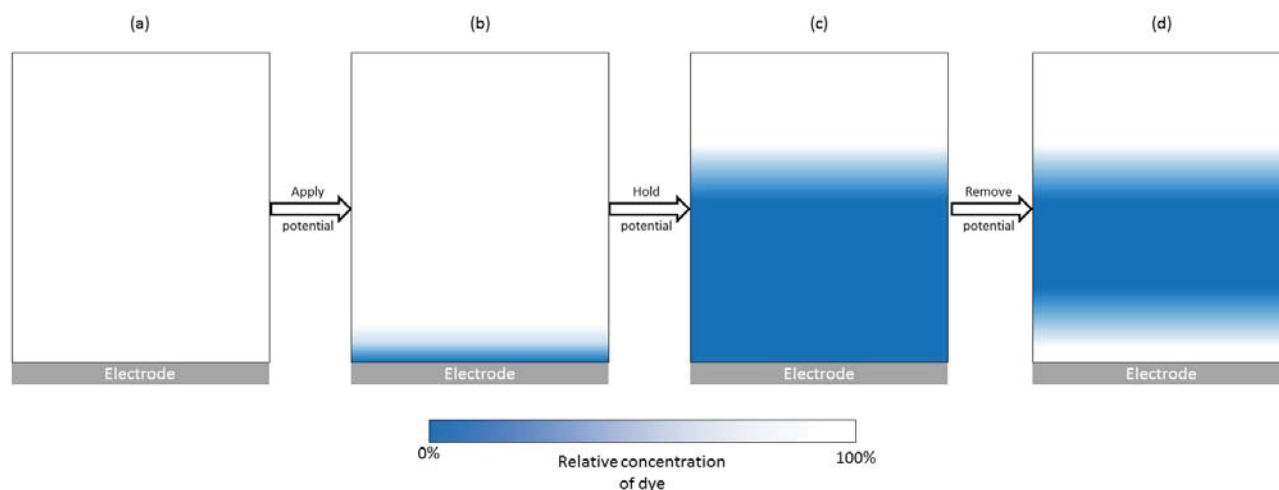 (a)
(b)
(c)
(d)
Apply
potential
Hold
potential
Remove
potential
Electrode
Electrode
Electrode
Electrode
0%
Relative concentration
of dye
100%